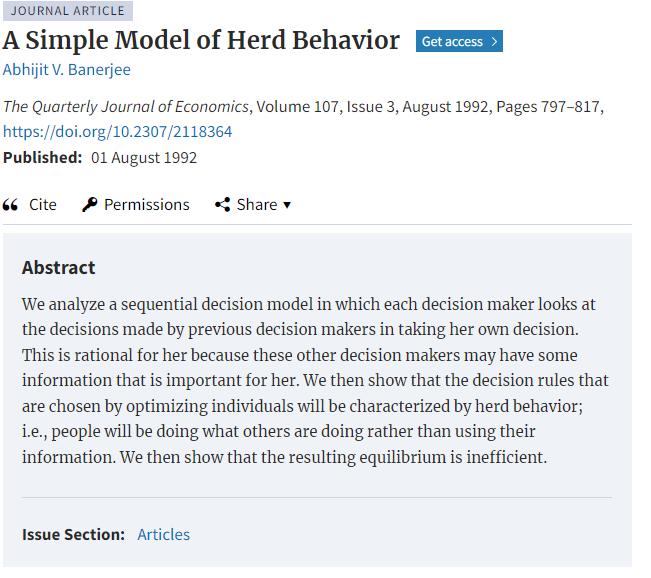 JOURNAL ARTICLE
A Simple Model of Herd Behavior Get access >
Abhijit V. Banerjee
The Quarterly Journal of Economics, Volume 107, Issue 3, August 1992, Pages 797–817,
https://doi.org/10.2307/2118364
Published: 01 August 1992
Cite Permissions Share ▼
Abstract
We analyze a sequential decision model in which each decision maker looks at
the decisions made by previous decision makers in taking her own decision.
This is rational for her because these other decision makers may have some
information that is important for her. We then show that the decision rules that
are chosen by optimizing individuals will be characterized by herd behavior;
i.e., people will be doing what others are doing rather than using their
information. We then show that the resulting equilibrium is inefficient.
Issue Section: Articles